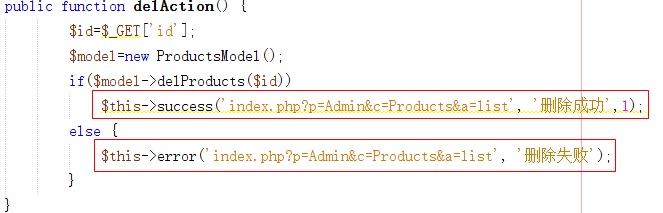 public function delAction() {
$id=$_GET['id'];
$model=new ProductsModel();
if($model->delProducts($id))
$this->success('index.php?p=Admin&c=Products&a=list', '删除成功',1);
else {
$this->error('index.php?p=Admin&c=Products&a=list', '删除失败');
}
}